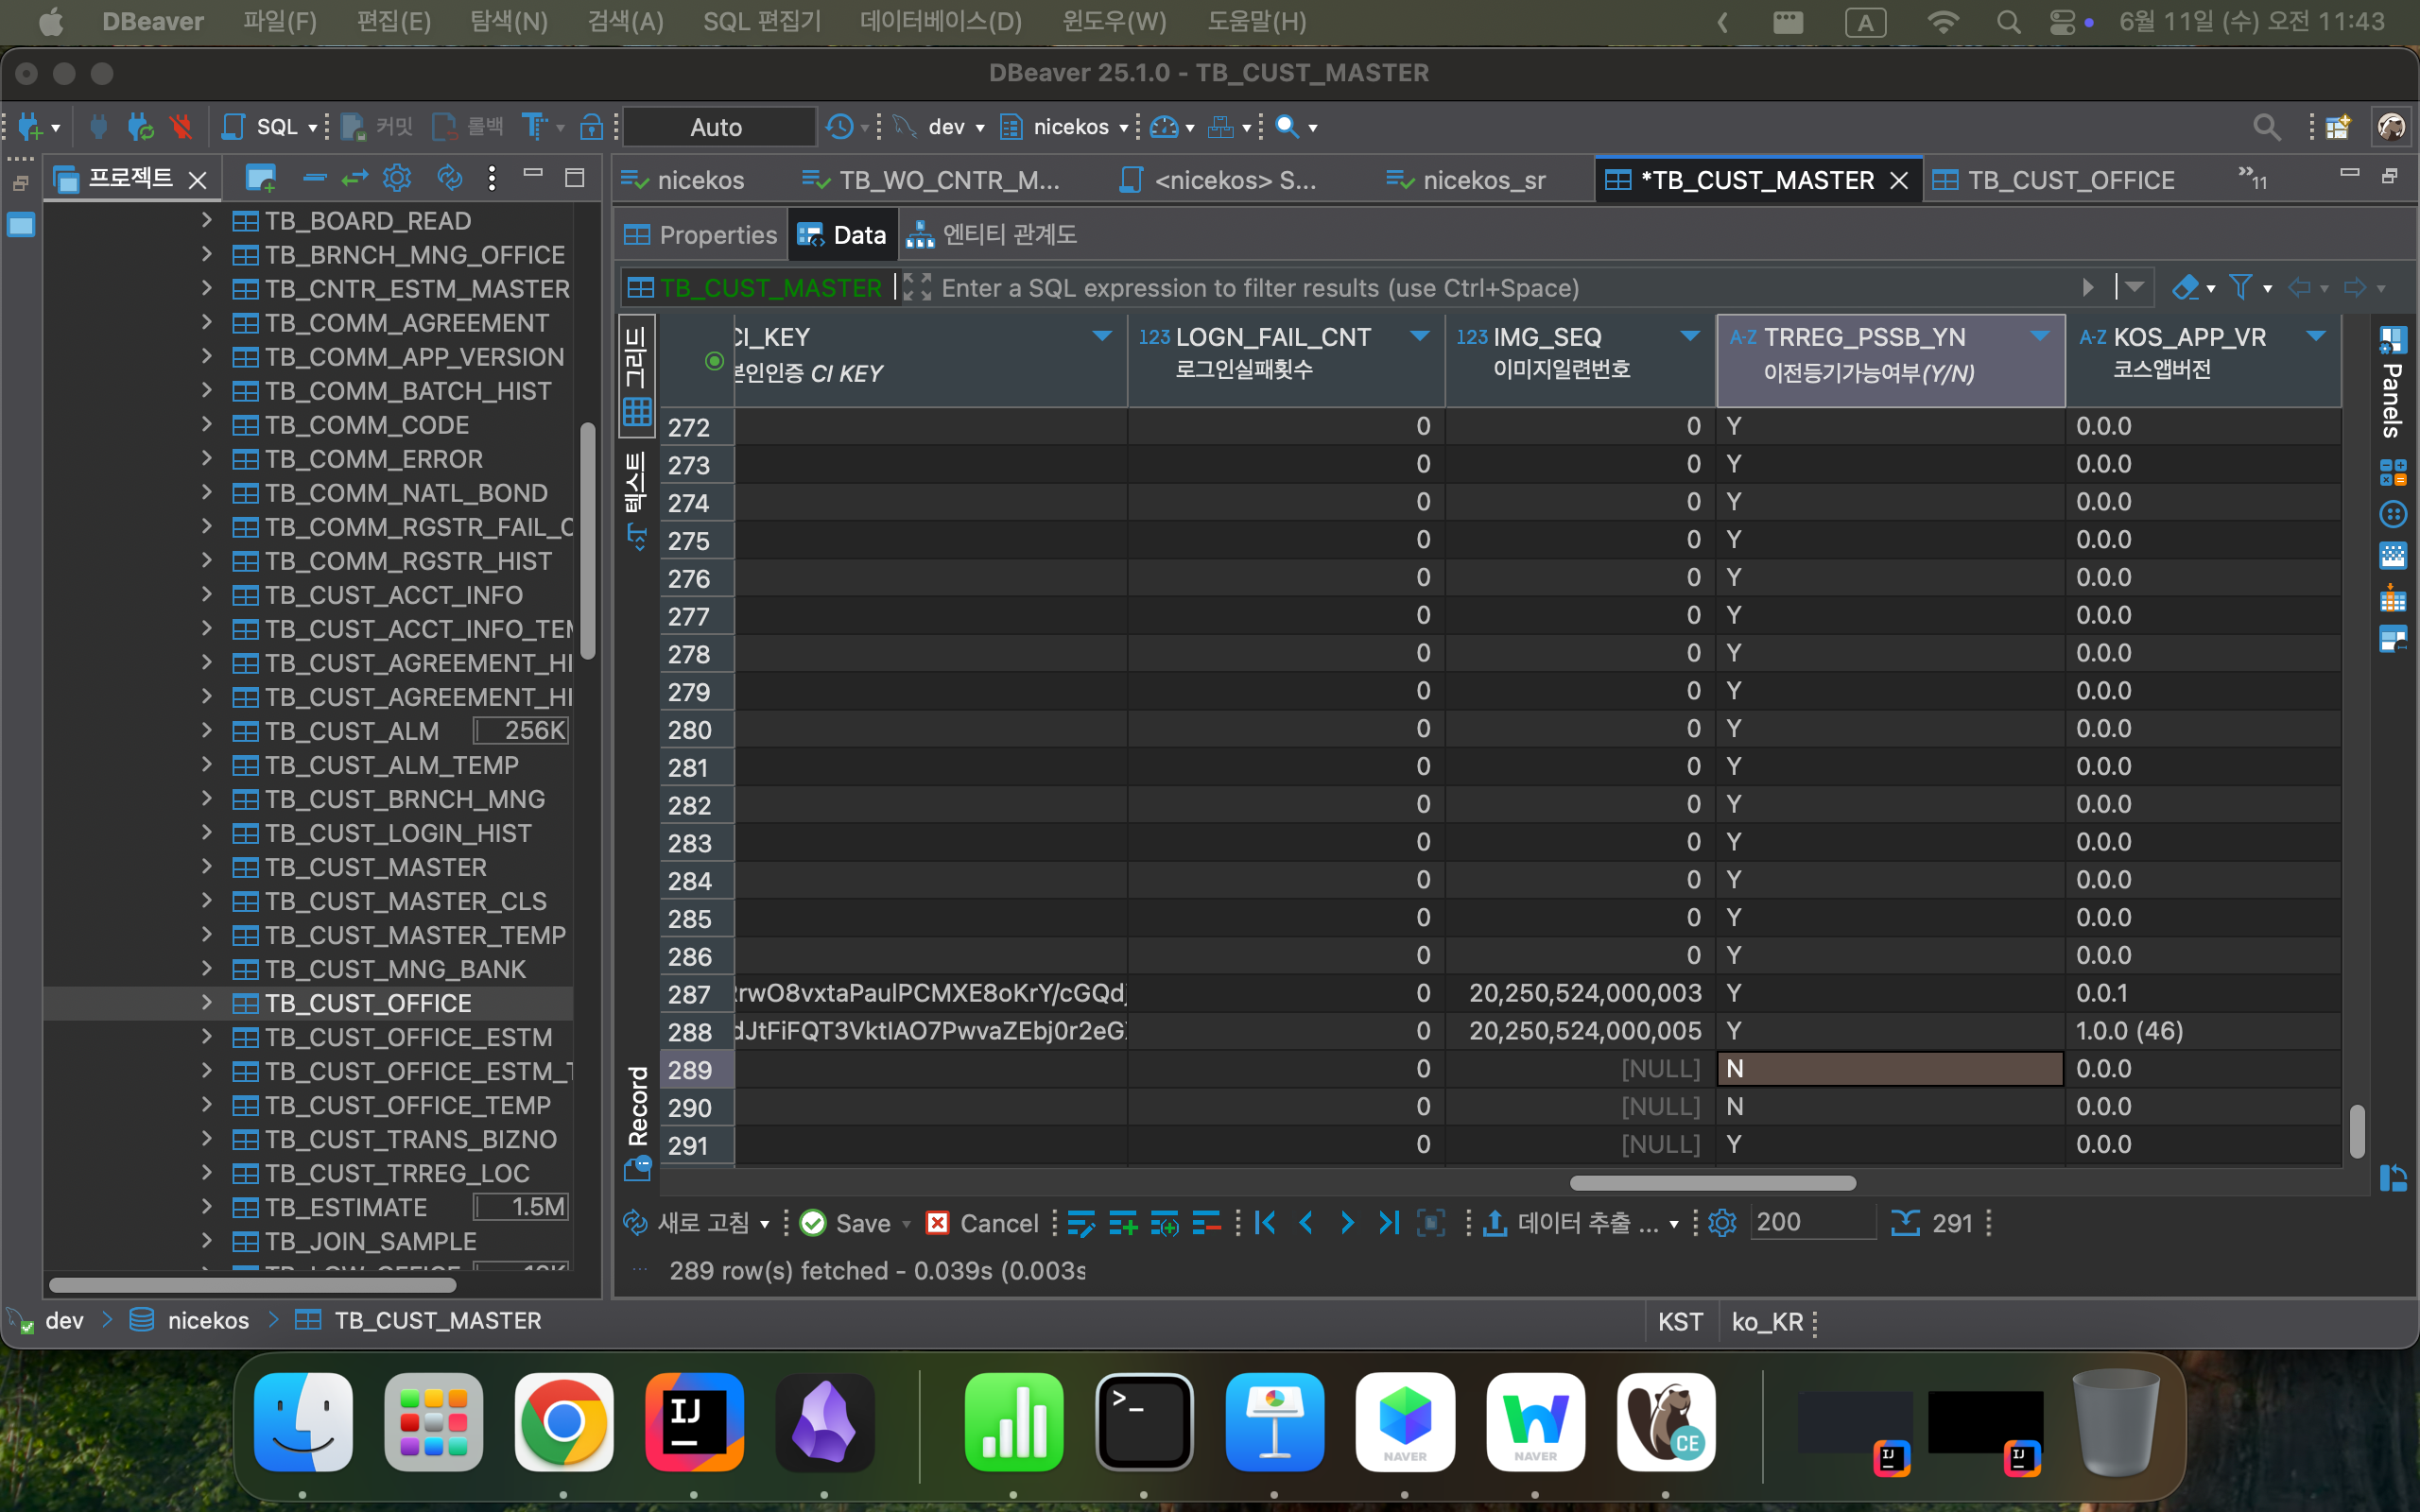 DBeaver 파일(F) 편집(E) 탐색(N) 검색(A) SQL 편집기 데이터베이스(D) 윈도우(W) 도움말(H) A 6월 11일 (수) 오전 11:43
DBeaver 25.1.0 - TB_CUST_MASTER
SQL 커밋 롤백 Auto dev nicekos
프로젝트
nicekos TB_WO_CNTR_M... <nicekos> S... nicekos_sr *TB_CUST_MASTER TB_CUST_OFFICE »11
Properties Data 엔티티 관계도
TB_CUST_MASTER Enter a SQL expression to filter results (use Ctrl+Space)
TB_BOARD_READ
TB_BRNCH_MNG_OFFICE
TB_CNTR_ESTM_MASTER
TB_COMM_AGREEMENT
TB_COMM_APP_VERSION
TB_COMM_BATCH_HIST
TB_COMM_CODE
TB_COMM_ERROR
TB_COMM_NATL_BOND
TB_COMM_RGSTR_FAIL_C
TB_COMM_RGSTR_HIST
TB_CUST_ACCT_INFO
TB_CUST_ACCT_INFO_TEM
TB_CUST_AGREEMENT_HI
TB_CUST_AGREEMENT_HI
TB_CUST_ALM 256K
TB_CUST_ALM_TEMP
TB_CUST_BRNCH_MNG
TB_CUST_LOGIN_HIST
TB_CUST_MASTER
TB_CUST_MASTER_CLS
TB_CUST_MASTER_TEMP
TB_CUST_MNG_BANK
TB_CUST_OFFICE
TB_CUST_OFFICE_ESTM
TB_CUST_OFFICE_ESTM_T
TB_CUST_OFFICE_TEMP
TB_CUST_TRANS_BIZNO
TB_CUST_TRREG_LOC
TB_ESTIMATE 1.5M
TB_JOIN_SAMPLE
그리드
텍스트
Record
Panels
CI_KEY 123 LOGN_FAIL_CNT 123 IMG_SEQ A-Z TRREG_PSSB_YN A-Z KOS_APP_VR
본인인증 CI KEY 로그인실패횟수 이미지일련번호 이전등기가능여부(Y/N) 코스앱버전
272 0 0 Y 0.0.0
273 0 0 Y 0.0.0
274 0 0 Y 0.0.0
275 0 0 Y 0.0.0
276 0 0 Y 0.0.0
277 0 0 Y 0.0.0
278 0 0 Y 0.0.0
279 0 0 Y 0.0.0
280 0 0 Y 0.0.0
281 0 0 Y 0.0.0
282 0 0 Y 0.0.0
283 0 0 Y 0.0.0
284 0 0 Y 0.0.0
285 0 0 Y 0.0.0
286 0 0 Y 0.0.0
287 RrwO8vxtaPaulPCMXE8oKrY/cGQdj 0 20,250,524,000,003 Y 0.0.1
288 dJtFiFQT3VktIAO7PwvaZEbj0r2eG 0 20,250,524,000,005 Y 1.0.0 (46)
289 0 [NULL] N 0.0.0
290 0 [NULL] N 0.0.0
291 0 [NULL] Y 0.0.0
새로 고침 Save Cancel 데이터 추출 ... 200 291
289 row(s) fetched - 0.039s (0.003s
dev nicekos TB_CUST_MASTER KST ko_KR
IJ NAVER NAVER CE IJ IJ